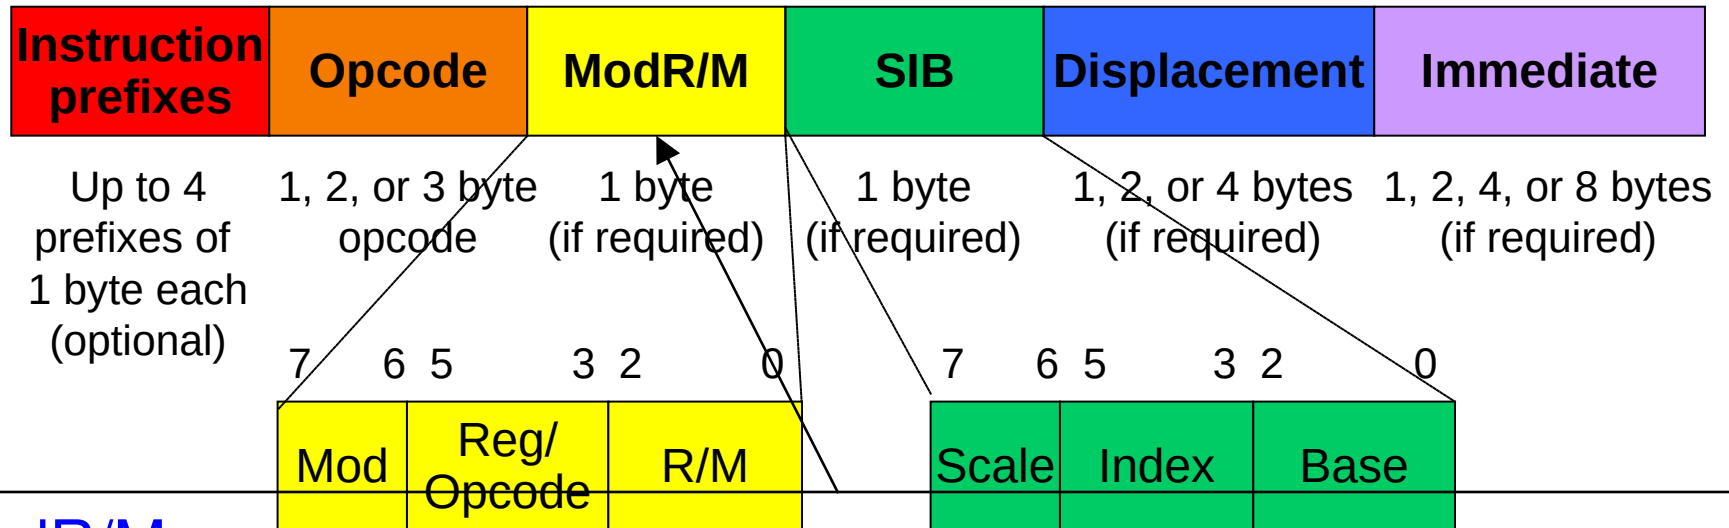 Instruction
prefixes
Opcode
ModR/M
SIB
Displacement
Immediate
Up to 4
prefixes of
1 byte each
(optional)
1, 2, or 3 byte
opcode
1 byte
(if required)
1 byte
(if required)
1, 2, or 4 bytes
(if required)
1, 2, 4, or 8 bytes
(if required)
7 6 5 3 2 0
Mod
Reg/
Opcode
R/M
7 6 5 3 2 0
Scale
Index
Base